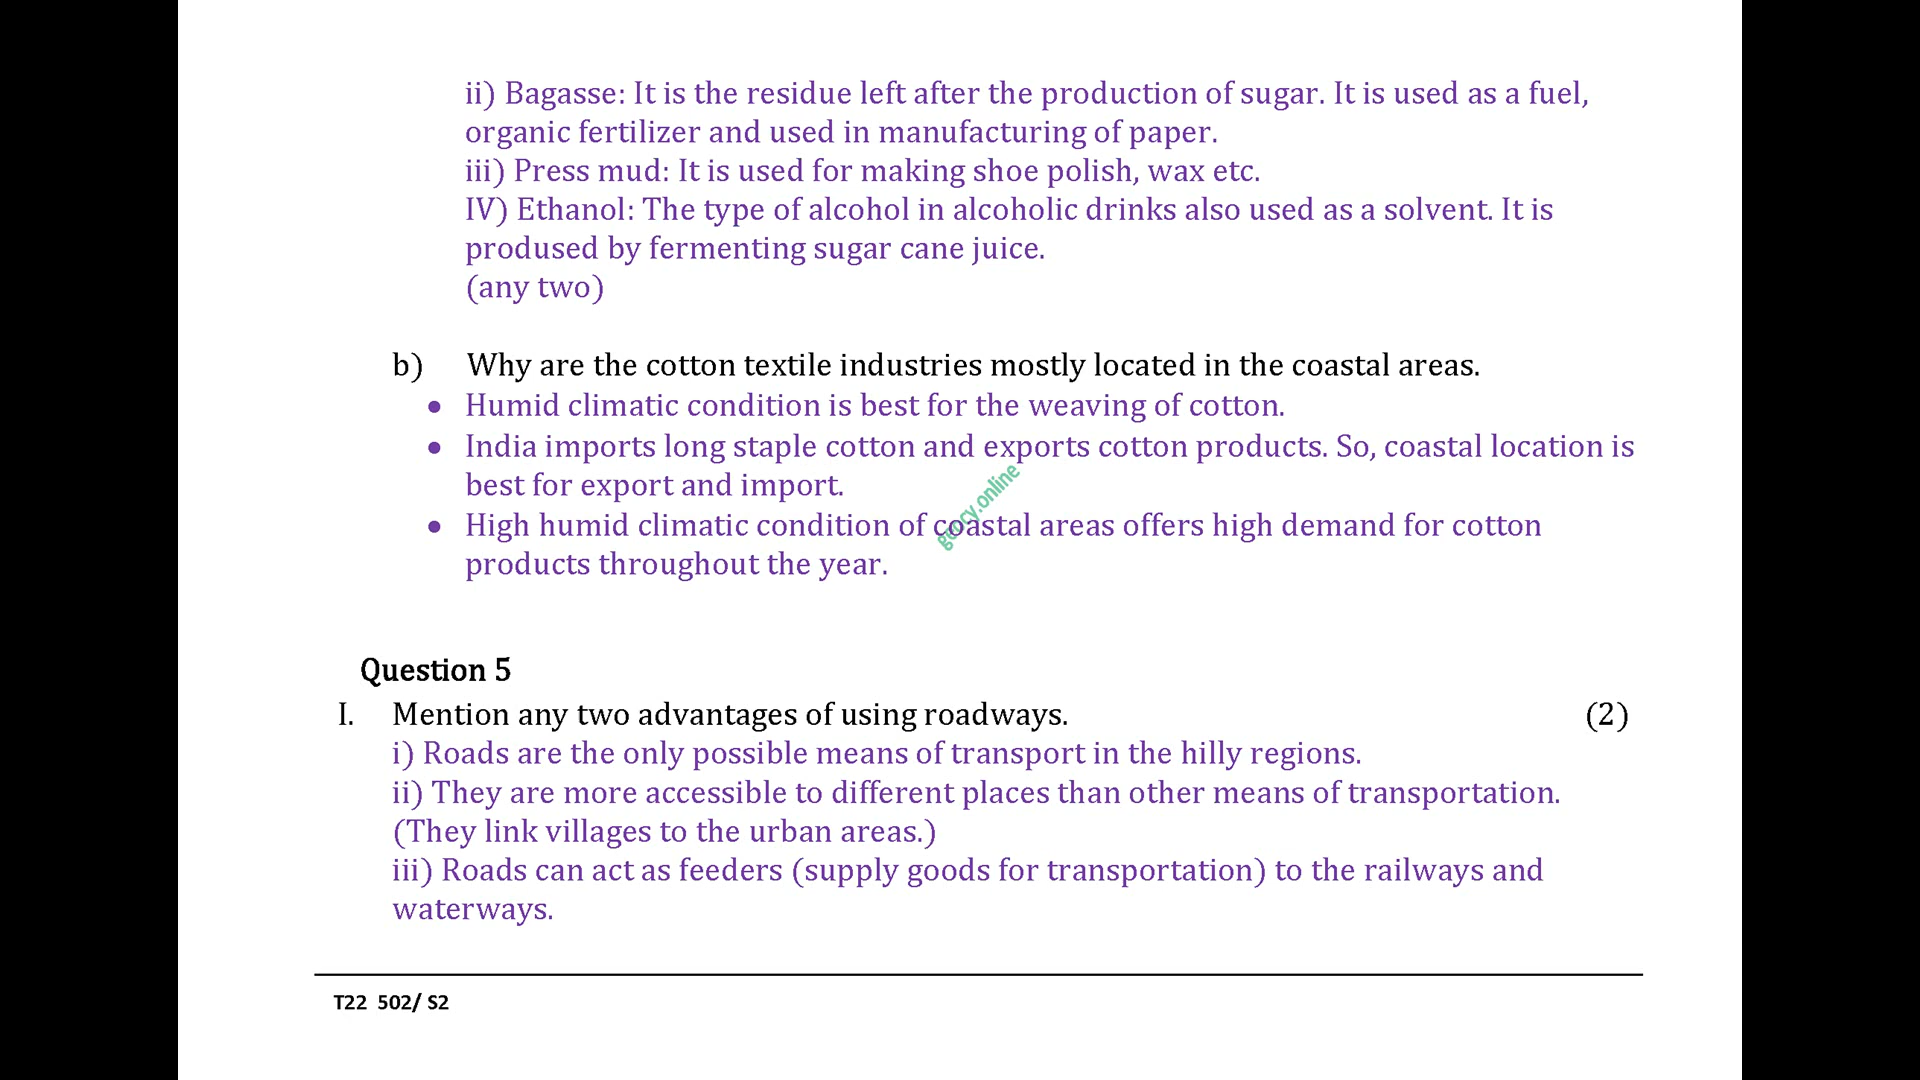 ii) Bagasse: It is the residue left after the production of sugar. It is used as a fuel,
organic fertilizer and used in manufacturing of paper.
iii) Press mud: It is used for making shoe polish, wax etc.
IV) Ethanol: The type of alcohol in alcoholic drinks also used as a solvent. It is
prodused by fermenting sugar cane juice.
(any two)
b) Why are the cotton textile industries mostly located in the coastal areas.
• Humid climatic condition is best for the weaving of cotton.
• India imports long staple cotton and exports cotton products. So, coastal location is
best for export and import.
• High humid climatic condition of coastal areas offers high demand for cotton
products throughout the year.
Question 5
I. Mention any two advantages of using roadways. (2)
i) Roads are the only possible means of transport in the hilly regions.
ii) They are more accessible to different places than other means of transportation.
(They link villages to the urban areas.)
iii) Roads can act as feeders (supply goods for transportation) to the railways and
waterways.
T22 502/ S2